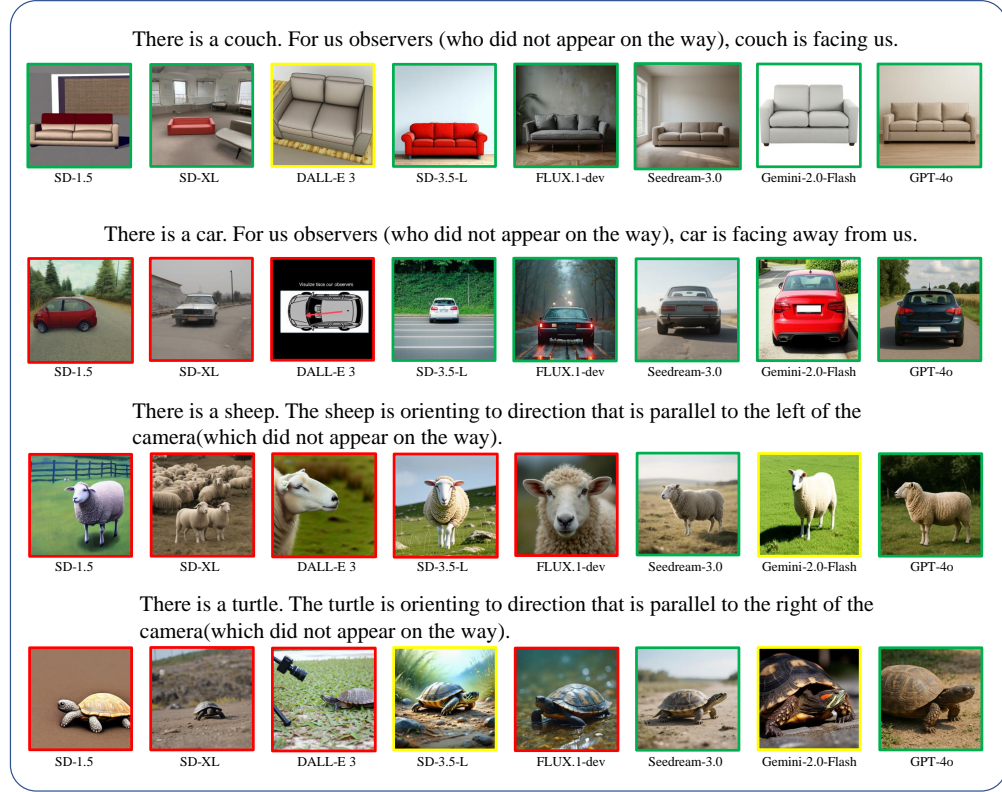 There is a couch. For us observers (who did not appear on the way), couch is facing us.
SD-1.5 SD-XL DALL-E 3 SD-3.5-L FLUX.1-dev Seedream-3.0 Gemini-2.0-Flash GPT-4o
There is a car. For us observers (who did not appear on the way), car is facing away from us.
Visulize face our observers
SD-1.5 SD-XL DALL-E 3 SD-3.5-L FLUX.1-dev Seedream-3.0 Gemini-2.0-Flash GPT-4o
There is a sheep. The sheep is orienting to direction that is parallel to the left of the
camera(which did not appear on the way).
SD-1.5 SD-XL DALL-E 3 SD-3.5-L FLUX.1-dev Seedream-3.0 Gemini-2.0-Flash GPT-4o
There is a turtle. The turtle is orienting to direction that is parallel to the right of the
camera(which did not appear on the way).
SD-1.5 SD-XL DALL-E 3 SD-3.5-L FLUX.1-dev Seedream-3.0 Gemini-2.0-Flash GPT-4o